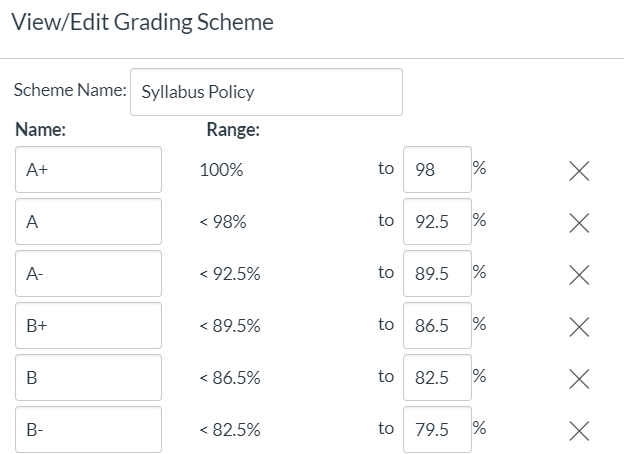 View/Edit Grading Scheme
Scheme Name: Syllabus Policy
Name: Range:
A+ 100% to 98 %
A < 98% to 92.5 %
A- < 92.5% to 89.5 %
B+ < 89.5% to 86.5 %
B < 86.5% to 82.5 %
B- < 82.5% to 79.5 %